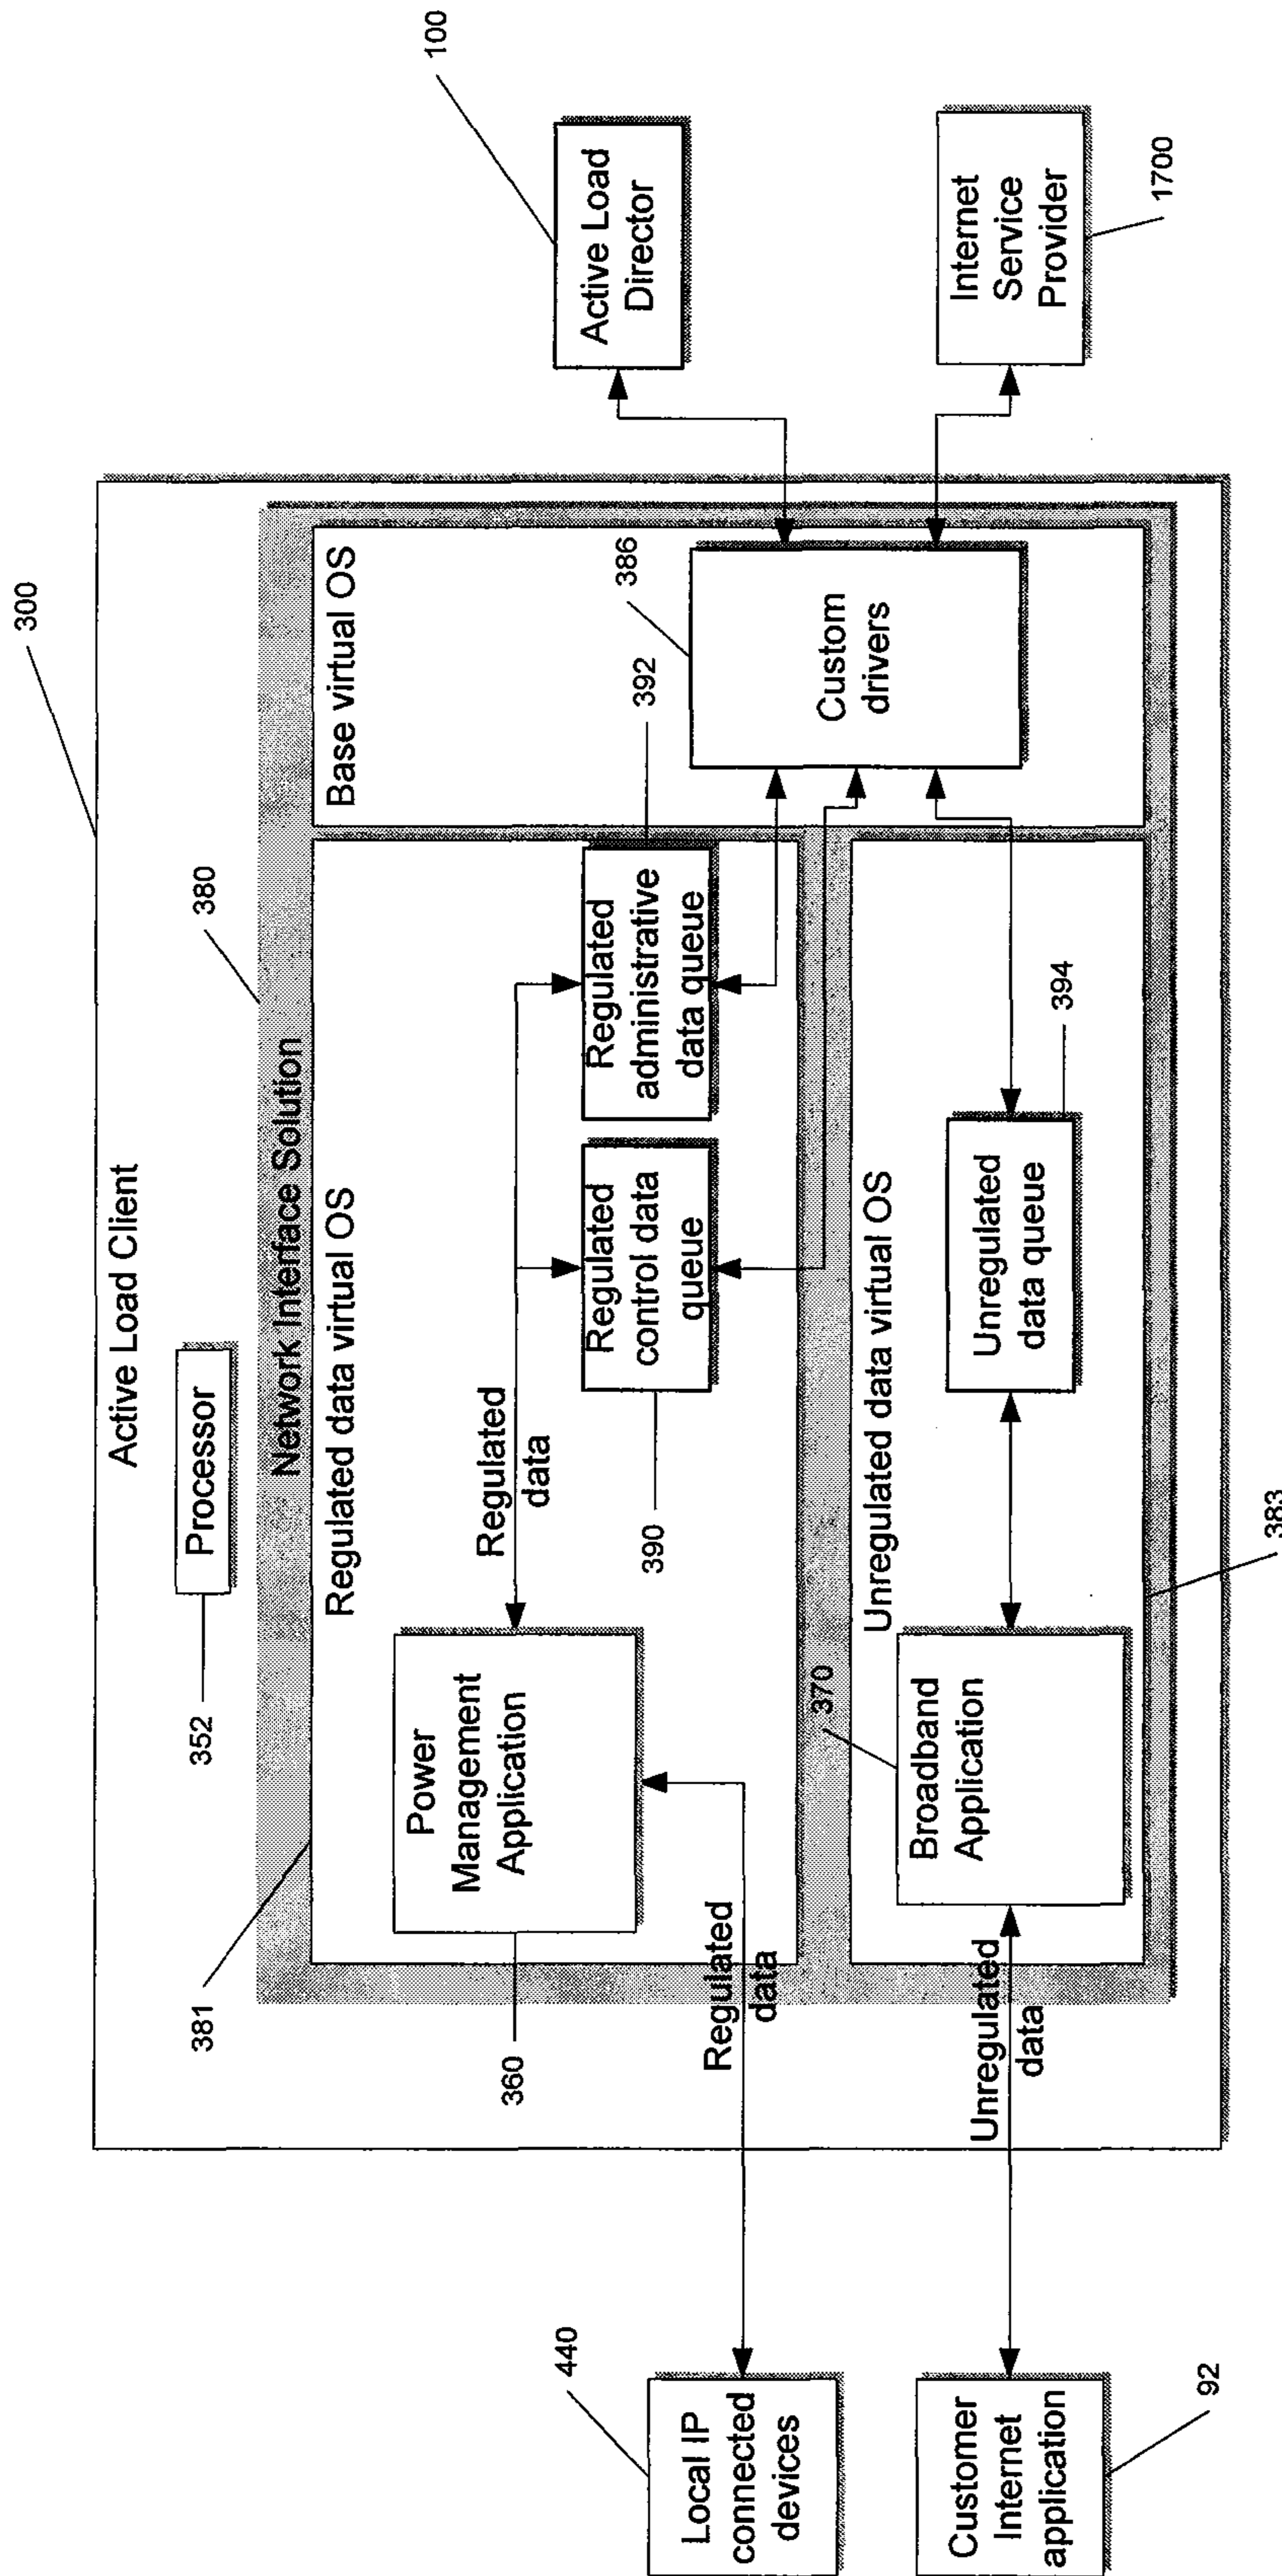 300
Active Load Client
Processor
352
380
Network Interface Solution
381
Regulated data virtual OS
Base virtual OS
Power
Management
Application
360
Regulated
data
Regulated
control data
queue
390
Regulated
administrative
data queue
392
386
Custom
drivers
Active Load
Director
100
Local IP
connected
devices
440
Regulated
data
Unregulated data virtual OS
370
Broadband
Application
Unregulated
data queue
394
383
Customer
Internet
application
92
Unregulated
data
Internet
Service
Provider
1700